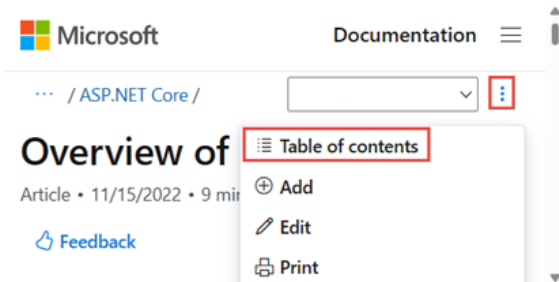 Microsoft
Documentation
··· / ASP.NET Core /
Overview of
Table of contents
Article • 11/15/2022 • 9
Add
Edit
Feedback
Print